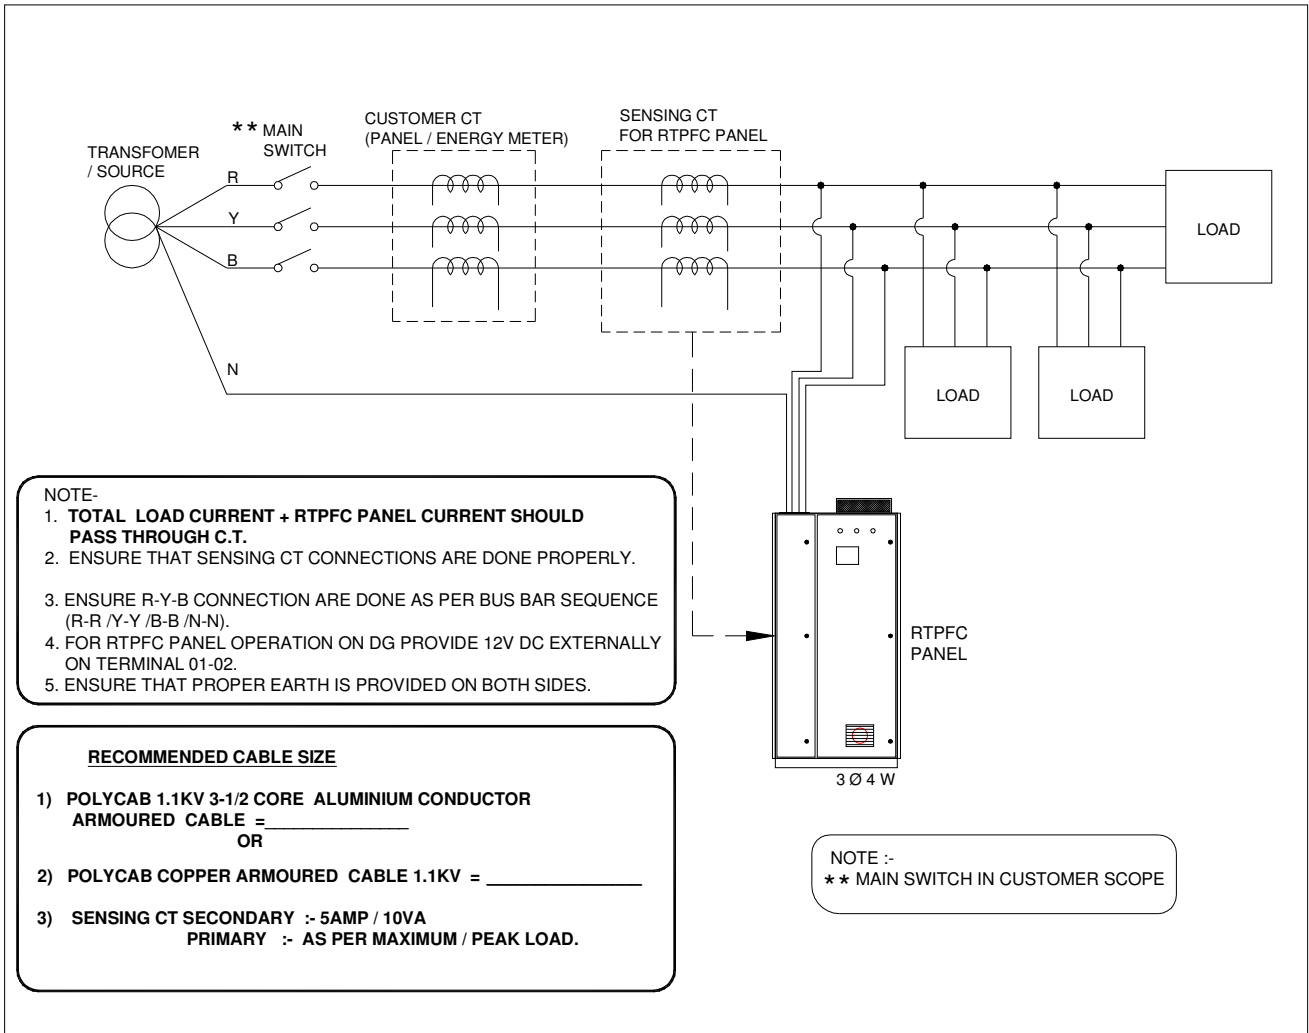 TRANSFOMER
/ SOURCE
** MAIN
SWITCH
CUSTOMER CT
(PANEL / ENERGY METER)
SENSING CT
FOR RTPFC PANEL
R
Y
B
N
LOAD
LOAD
LOAD
NOTE-
1. TOTAL LOAD CURRENT + RTPFC PANEL CURRENT SHOULD
PASS THROUGH C.T.
2. ENSURE THAT SENSING CT CONNECTIONS ARE DONE PROPERLY.
3. ENSURE R-Y-B CONNECTION ARE DONE AS PER BUS BAR SEQUENCE
(R-R /Y-Y /B-B /N-N).
4. FOR RTPFC PANEL OPERATION ON DG PROVIDE 12V DC EXTERNALLY
ON TERMINAL 01-02.
5. ENSURE THAT PROPER EARTH IS PROVIDED ON BOTH SIDES.
RTPFC
PANEL
3 Ø 4 W
RECOMMENDED CABLE SIZE
1) POLYCAB 1.1KV 3-1/2 CORE ALUMINIUM CONDUCTOR
ARMOURED CABLE =_______________
OR
2) POLYCAB COPPER ARMOURED CABLE 1.1KV = ________________
3) SENSING CT SECONDARY :- 5AMP / 10VA
PRIMARY :- AS PER MAXIMUM / PEAK LOAD.
NOTE :-
** MAIN SWITCH IN CUSTOMER SCOPE